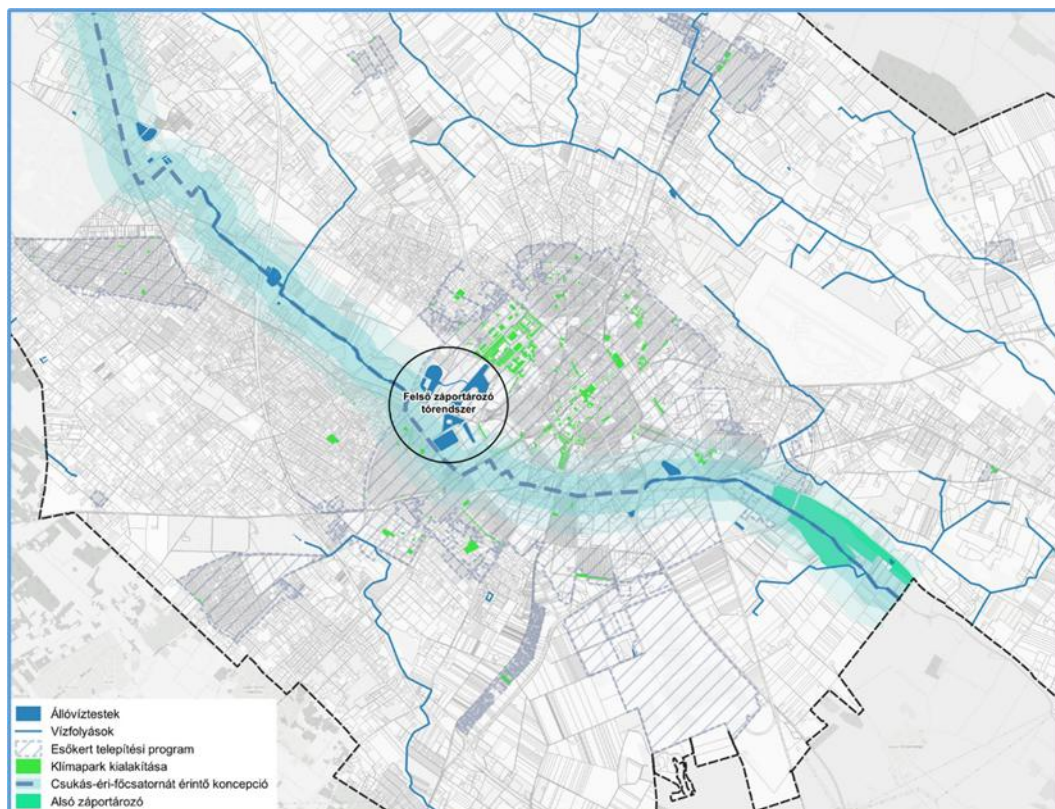 Felső záportározó
tórendszer
Állóvíztestek
Vízfolyások
Esőkert telepítési program
Klímapark kialakítása
Csukás-éri-főcsatornát érintő koncepció
Alsó záportározó